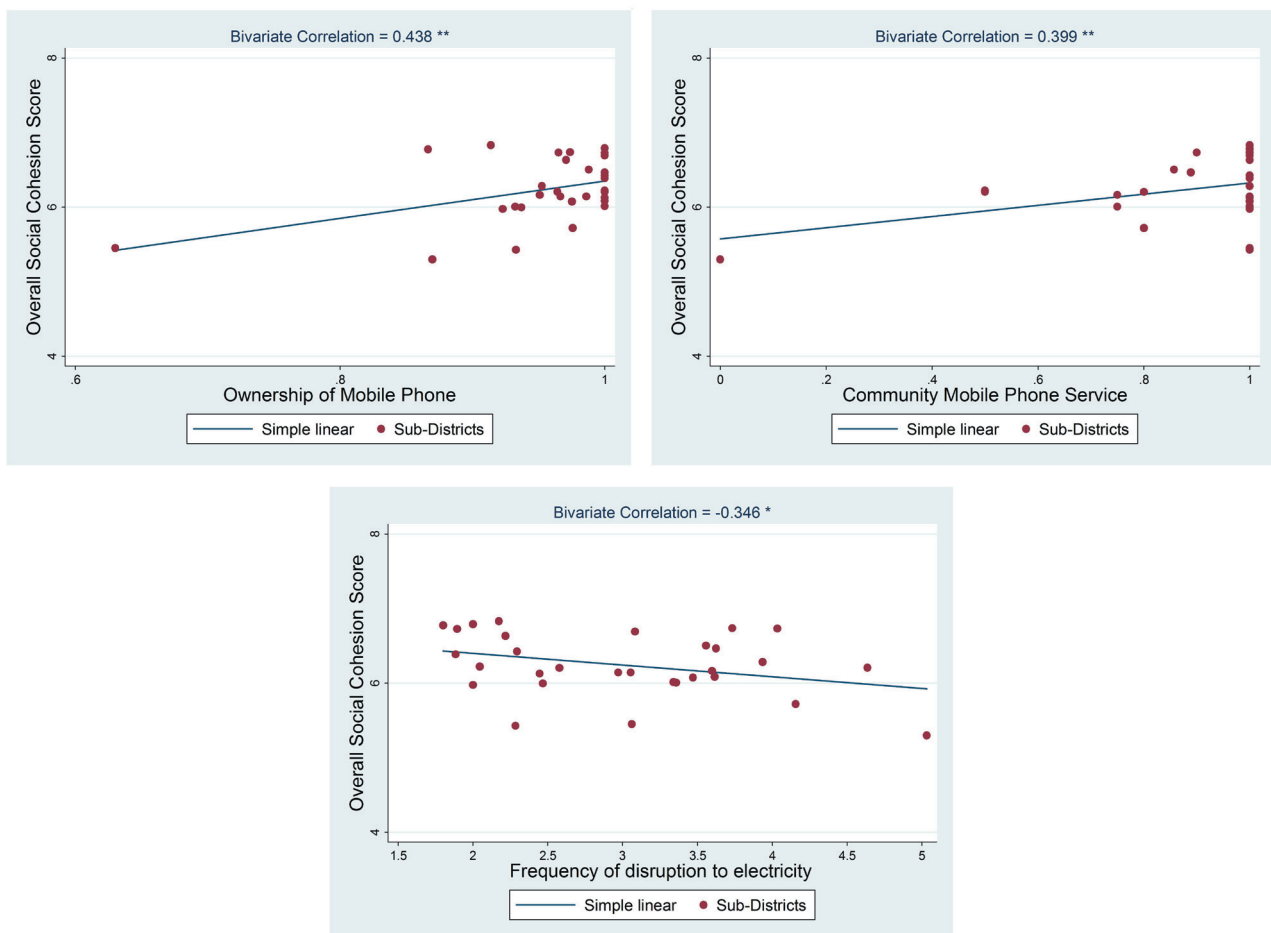 Bivariate Correlation = 0.438 **
Overall Social Cohesion Score
8
6
4
.6
.8
1
Ownership of Mobile Phone
Simple linear
Sub-Districts
Bivariate Correlation = 0.399 **
Overall Social Cohesion Score
8
6
4
0
.2
.4
.6
.8
1
Community Mobile Phone Service
Simple linear
Sub-Districts
Bivariate Correlation = -0.346 *
Overall Social Cohesion Score
8
6
4
1.5
2
2.5
3
3.5
4
4.5
5
Frequency of disruption to electricity
Simple linear
Sub-Districts